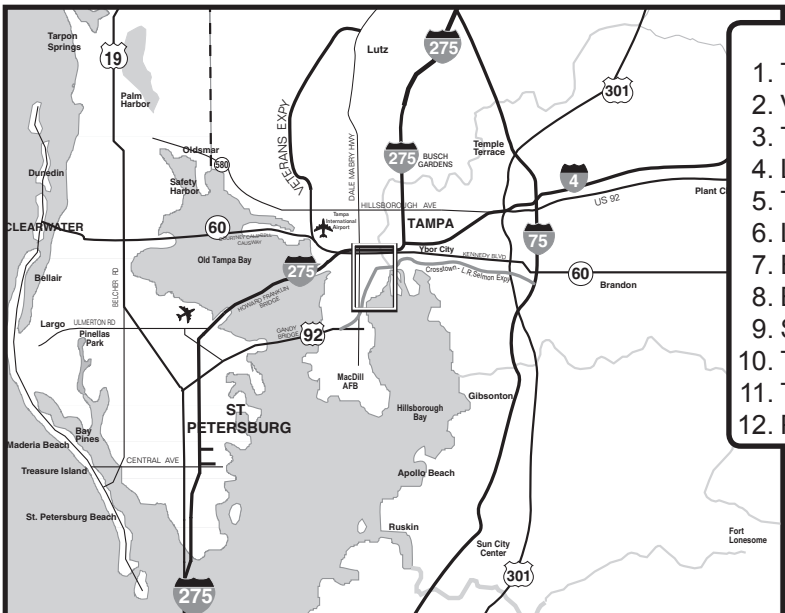 Tarpon
Springs
19
Palm
Harbor
Lutz
275
301
VETERANS EXPY
DALE MABRY HWY
Oldsmar
580
Safety
Harbor
Dunedin
275
BUSCH
GARDENS
Temple
Terrace
4
Plant C
US 92
HILLSBOROUGH AVE
CLEARWATER
60
COURTNEY CAMPBELL
CAUSEWAY
Tampa
International
Airport
TAMPA
Ybor City
75
KENNEDY BLVD
60
Brandon
Crosstown - L.R.Selmon Expy
Old Tampa Bay
275
HOWARD FRANKLIN
BRIDGE
Bellair
BELCHER RD
Largo
ULMERTON RD
Pinellas
Park
GANDY
BRIDGE
92
MacDill
AFB
Gibsonton
Hillsborough
Bay
ST
PETERSBURG
Bay
Pines
Maderia Beach
CENTRAL AVE
Treasure Island
Apollo Beach
St. Petersburg Beach
Ruskin
Sun City
Center
Fort
Lonesome
301
275
1. T
2. V
3. T
4. I
5. T
6. I
7. 
8. 
9. S
10. T
11. T
12.